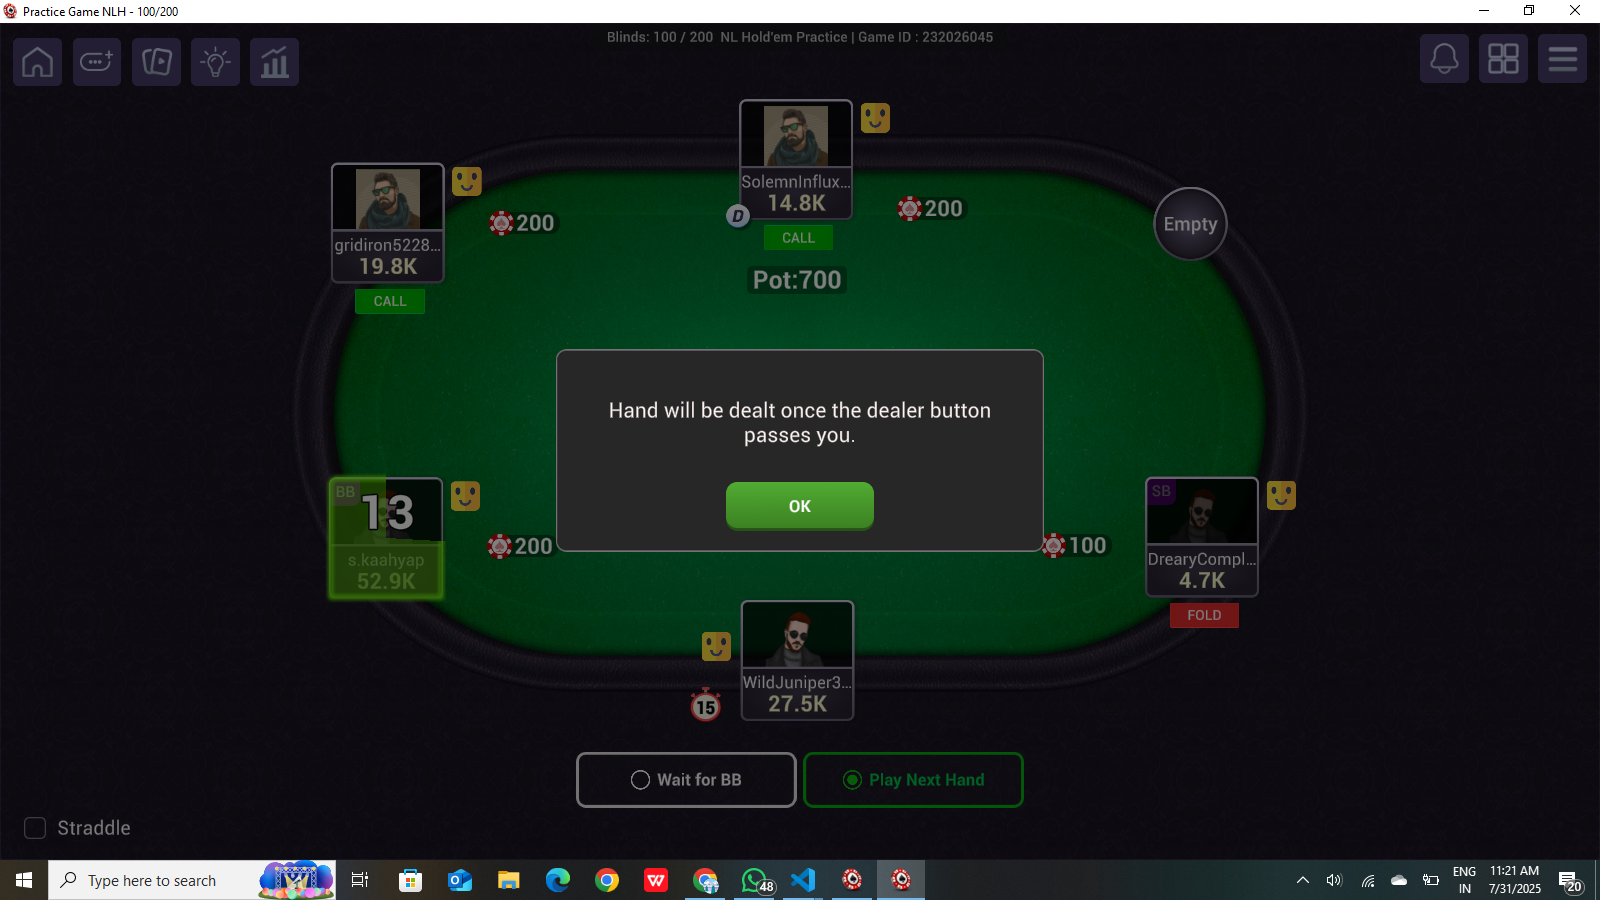 Practice Game NLH - 100/200
Blinds: 100 / 200 NL Hold'em Practice | Game ID : 232026045
SolemnInflux...
14.8K
D
CALL
200
gridiron5228...
19.8K
CALL
200
Empty
Pot:700
Hand will be dealt once the dealer button
passes you.
OK
BB
13
s.kaahyap
52.9K
200
SB
DrearyCompl...
4.7K
FOLD
100
WildJuniper3...
27.5K
15
Wait for BB
Play Next Hand
Straddle
Type here to search
W
48
ENG
IN
11:21 AM
7/31/2025
20